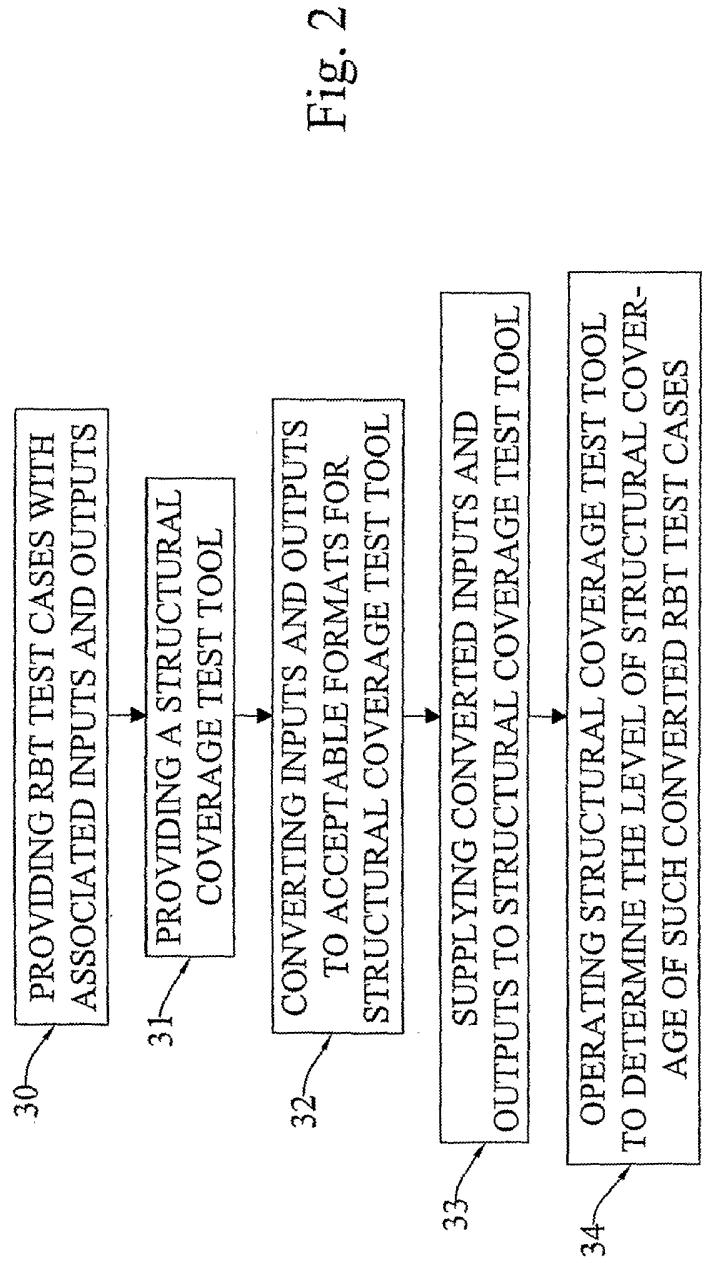 30
PROVIDING RBT TEST CASES WITH
ASSOCIATED INPUTS AND OUTPUTS
31
PROVIDING A STRUCTURAL
COVERAGE TEST TOOL
32
CONVERTING INPUTS AND OUTPUTS
TO ACCEPTABLE FORMATS FOR
STRUCTURAL COVERAGE TEST TOOL
33
SUPPLYING CONVERTED INPUTS AND
OUTPUTS TO STRUCTURAL COVERAGE TEST TOOL
34
OPERATING STRUCTURAL COVERAGE TEST TOOL
TO DETERMINE THE LEVEL OF STRUCTURAL COVER-
AGE OF SUCH CONVERTED RBT TEST CASES
Fig. 2